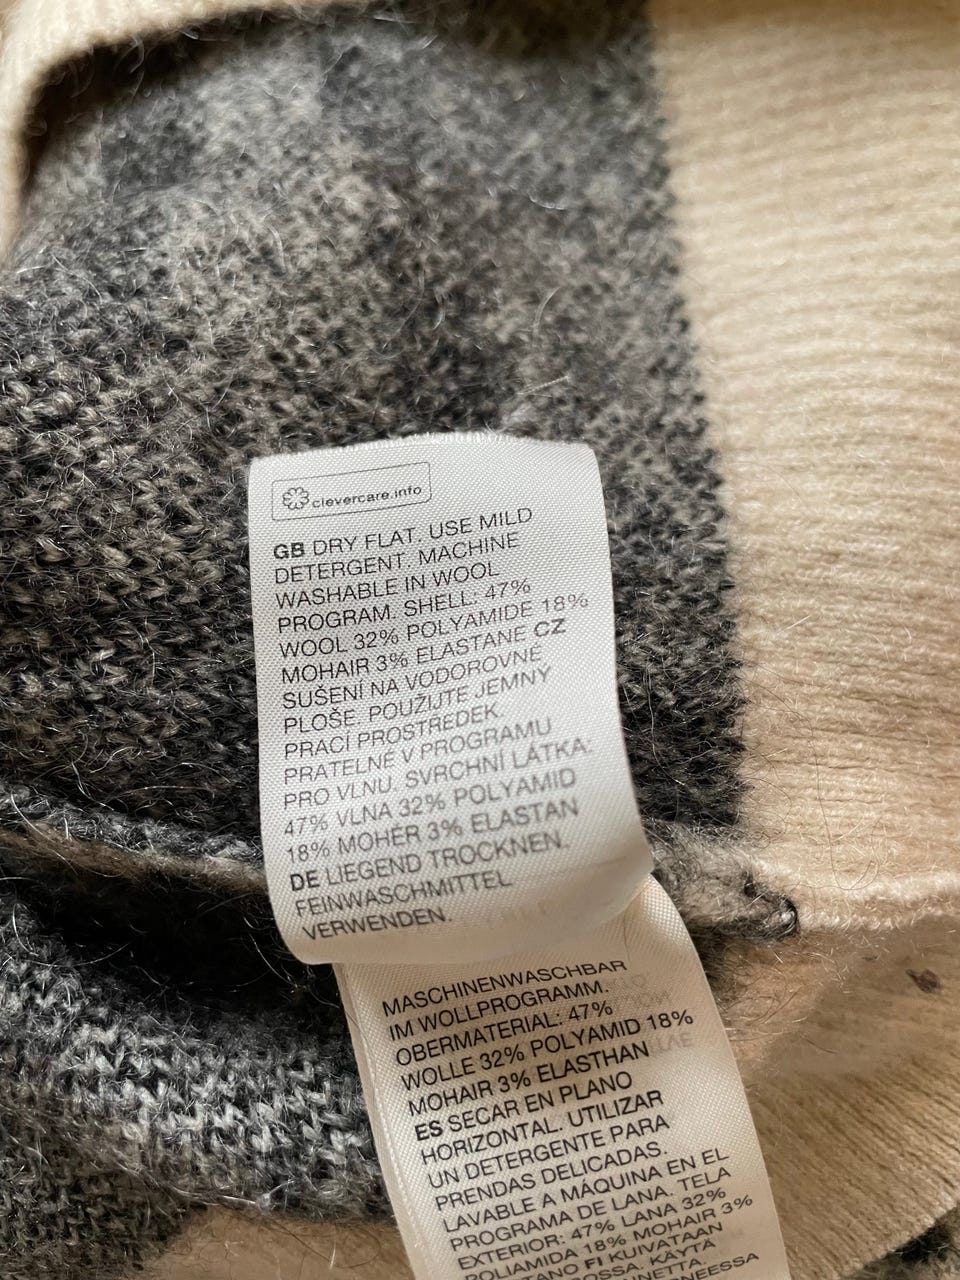 clevercare.info
GB DRY FLAT. USE MILD
DETERGENT. MACHINE
WASHABLE IN WOOL
PROGRAM. SHELL: 47%
WOOL 32% POLYAMIDE 18%
MOHAIR 3% ELASTANE CZ
SUŠENÍ NA VODOROVNÉ
PLOŠE. POUŽIJTE JEMNÝ
PRACÍ PROSTŘEDEK.
PRATELNÉ V PROGRAMU
PRO VLNU. SVRCHNÍ LÁTKA:
47% VLNA 32% POLYAMID
18% MOHÉR 3% ELASTAN
DE LIEGEND TROCKNEN.
FEINWASCHMITTEL
VERWENDEN.
MASCHINENWASCHBAR
IM WOLLPROGRAMM.
OBERMATERIAL: 47%
WOLLE 32% POLYAMID 18%
MOHAIR 3% ELASTHAN
ES SECAR EN PLANO
HORIZONTAL. UTILIZAR
UN DETERGENTE PARA
PRENDAS DELICADAS.
LAVABLE A MÁQUINA EN EL
PROGRAMA DE LANA. TELA
EXTERIOR: 47% LANA 32%
POLIAMIDA 18% MOHAIR 3%
FI KUIVATAAN
KÄYTÄ